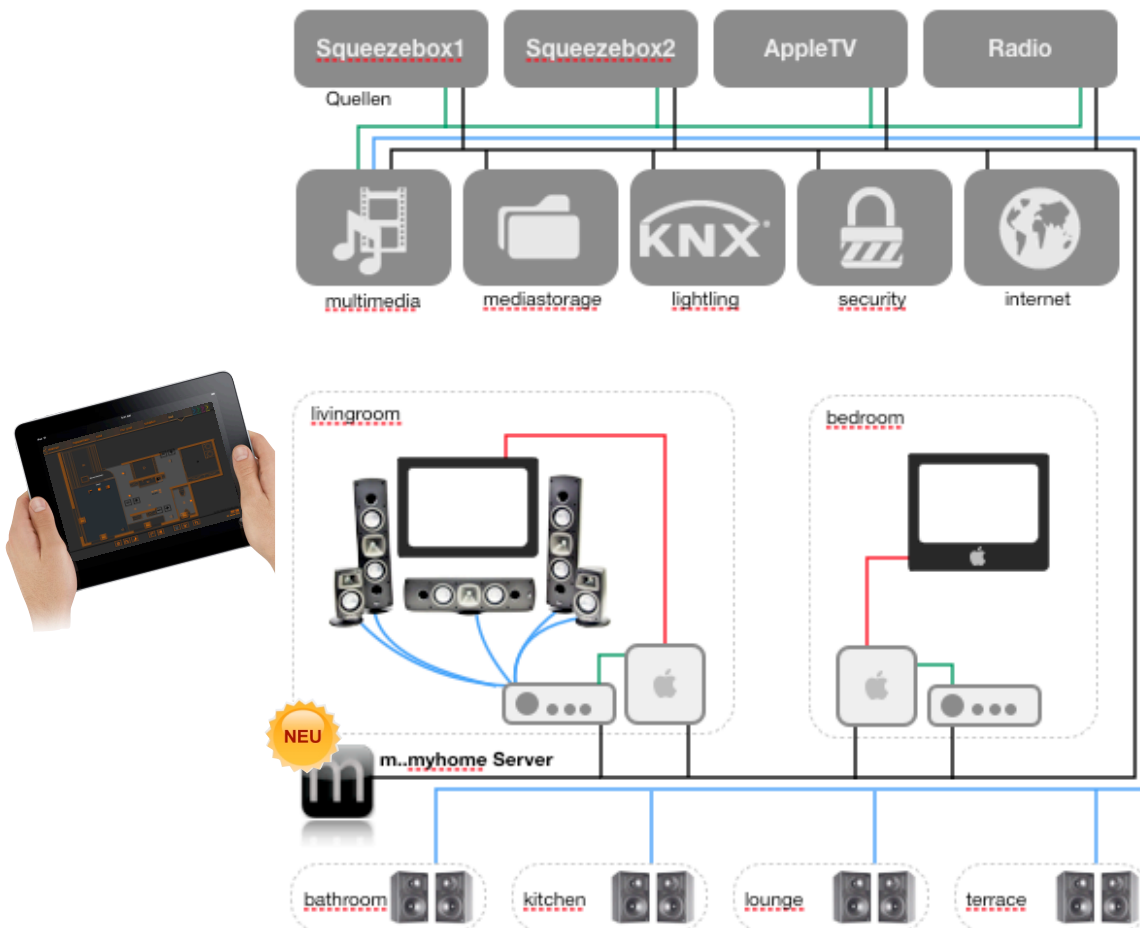 Squeezebox1
Squeezebox2
AppleTV
Radio
Quellen
KNX
multimedia
mediastorage
lightling
security
internet
livingroom
bedroom
NEU
m
m..myhome Server
bathroom
kitchen
lounge
terrace